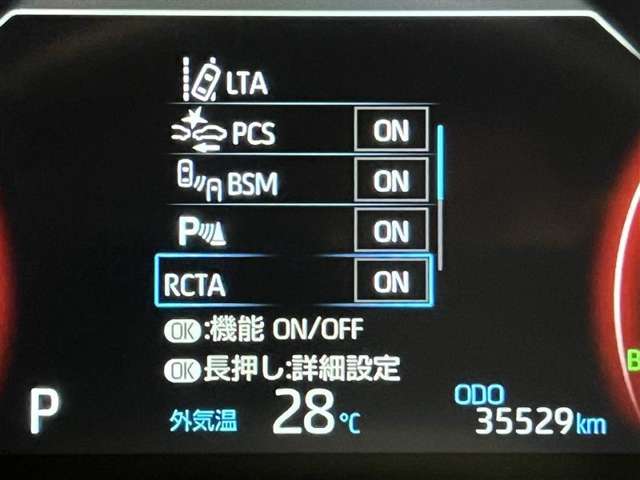 LTA
PCS ON
BSM ON
P ON
RCTA ON
OK:機能 ON/OFF
OK長押し:詳細設定
P 外気温 28℃ ODO 35529km